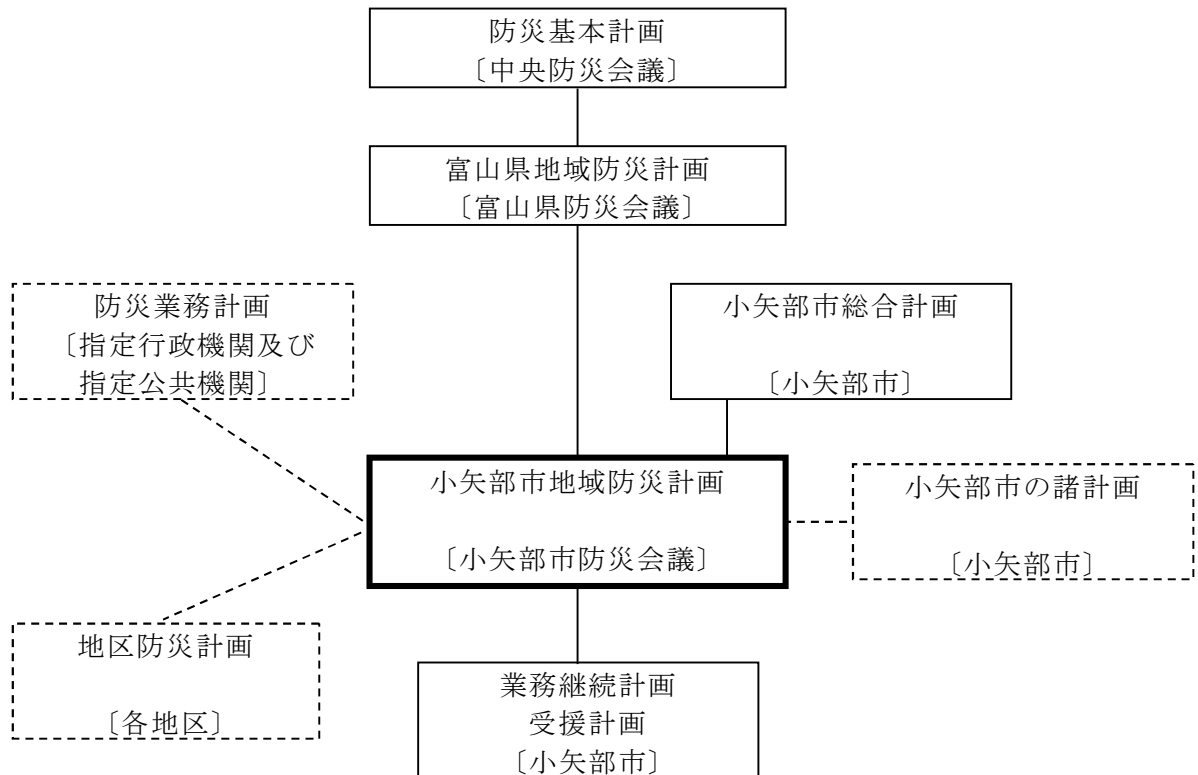 防災基本計画
〔中央防災会議〕
富山県地域防災計画
〔富山県防災会議〕
防災業務計画
〔指定行政機関及び
指定公共機関〕
小矢部市総合計画
〔小矢部市〕
小矢部市地域防災計画
〔小矢部市防災会議〕
小矢部市の諸計画
〔小矢部市〕
地区防災計画
〔各地区〕
業務継続計画
受援計画
〔小矢部市〕